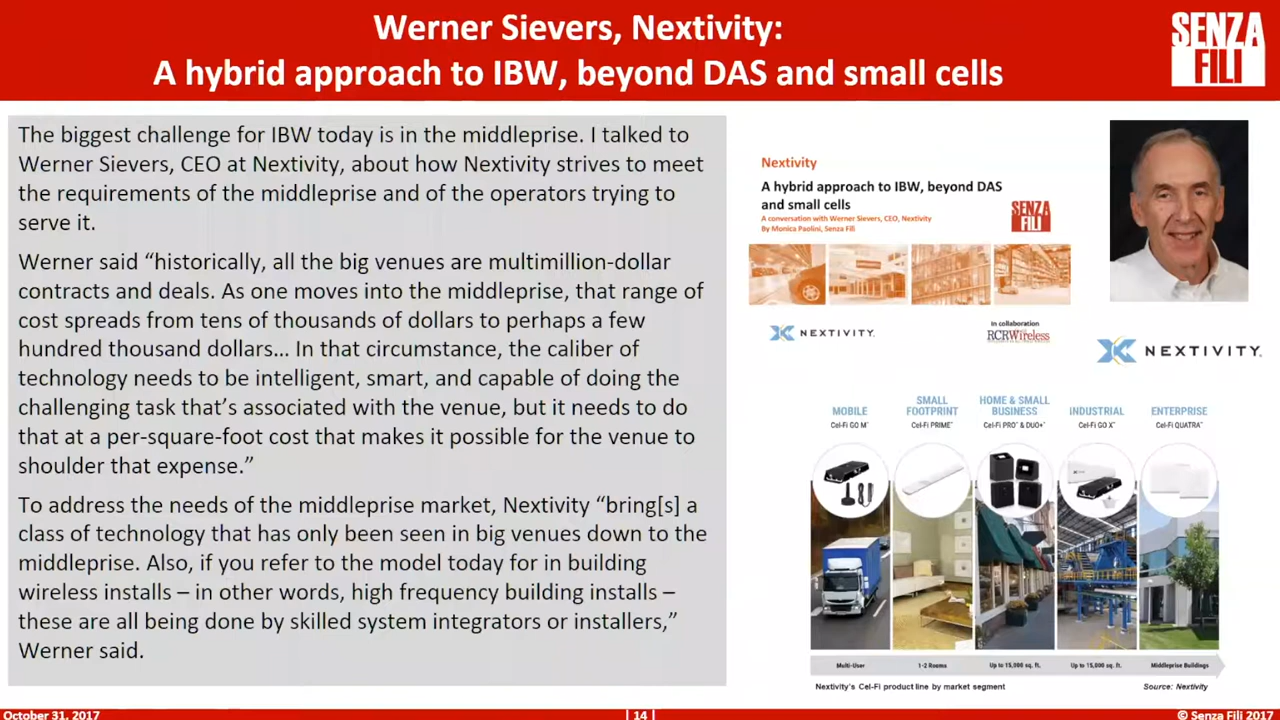 Werner Sievers, Nextivity:
A hybrid approach to IBW, beyond DAS and small cells
SENZA
FILI
The biggest challenge for IBW today is in the middleprise. I talked to
Werner Sievers, CEO at Nextivity, about how Nextivity strives to meet
the requirements of the middleprise and of the operators trying to
serve it.
Werner said “historically, all the big venues are multimillion-dollar
contracts and deals. As one moves into the middleprise, that range of
cost spreads from tens of thousands of dollars to perhaps a few
hundred thousand dollars... In that circumstance, the caliber of
technology needs to be intelligent, smart, and capable of doing the
challenging task that’s associated with the venue, but it needs to do
that at a per-square-foot cost that makes it possible for the venue to
shoulder that expense.”
To address the needs of the middleprise market, Nextivity “bring[s] a
class of technology that has only been seen in big venues down to the
middleprise. Also, if you refer to the model today for in building
wireless installs – in other words, high frequency building installs –
these are all being done by skilled system integrators or installers,”
Werner said.
Nextivity
A hybrid approach to IBW, beyond DAS
and small cells
A conversation with Werner Sievers, CEO, Nextivity
By Monica Paolini, Senza Fili
SENZA
FILI
NEXTIVITY
In collaboration
RCRWireless
NEXTIVITY
MOBILE
Cel-Fi GO M
SMALL
FOOTPRINT
Cel-Fi PRIME
HOME & SMALL
BUSINESS
Cel-Fi PRO & DUO+
INDUSTRIAL
Cel-Fi GO X
ENTERPRISE
Cel-Fi QUATRA
Multi-User
1-2 Rooms
Up to 15,000 sq. ft.
Up to 15,000 sq. ft.
Middleprise Buildings
Nextivity’s Cel-Fi product line by market segment
Source: Nextivity
October 31, 2017
| 14 |
© Senza Fili 2017